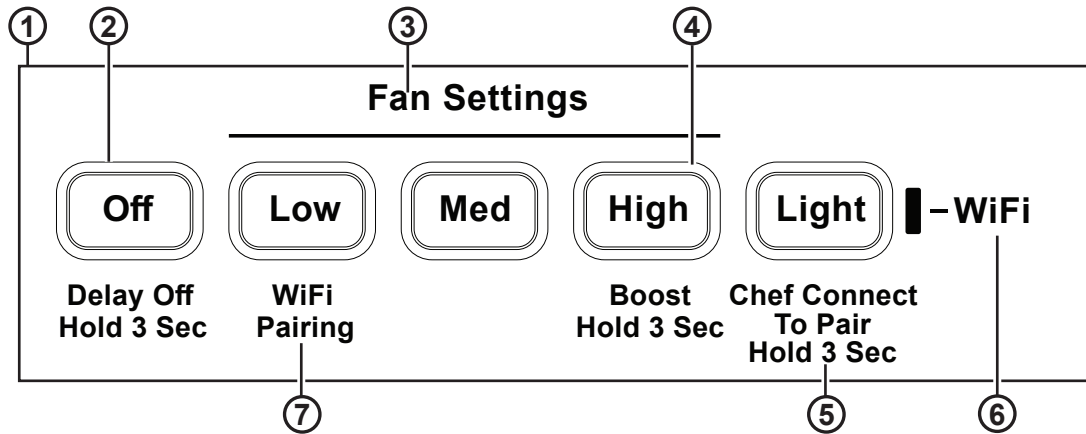 1 2 3 4
Fan Settings
Off Low Med High Light -WiFi
Delay Off
Hold 3 Sec
WiFi
Pairing
Boost
Hold 3 Sec
Chef Connect
To Pair
Hold 3 Sec
7 5 6